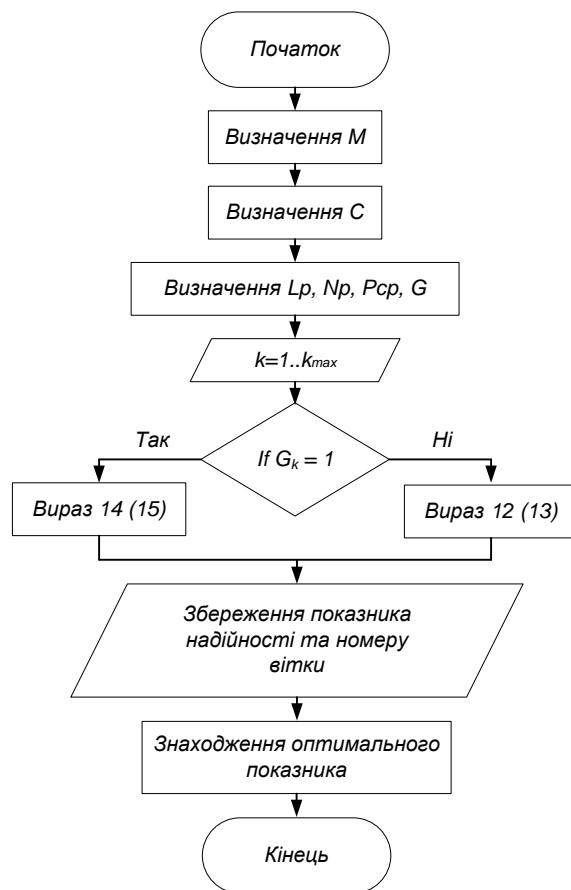 Початок
Визначення М
Визначення С
Визначення Lp, Np, Рср, G
k=1..kmax
Так
If Gk = 1
Ні
Вираз 14 (15)
Вираз 12 (13)
Збереження показника
надійності та номеру
вітки
Знаходження оптимального
показника
Кінець